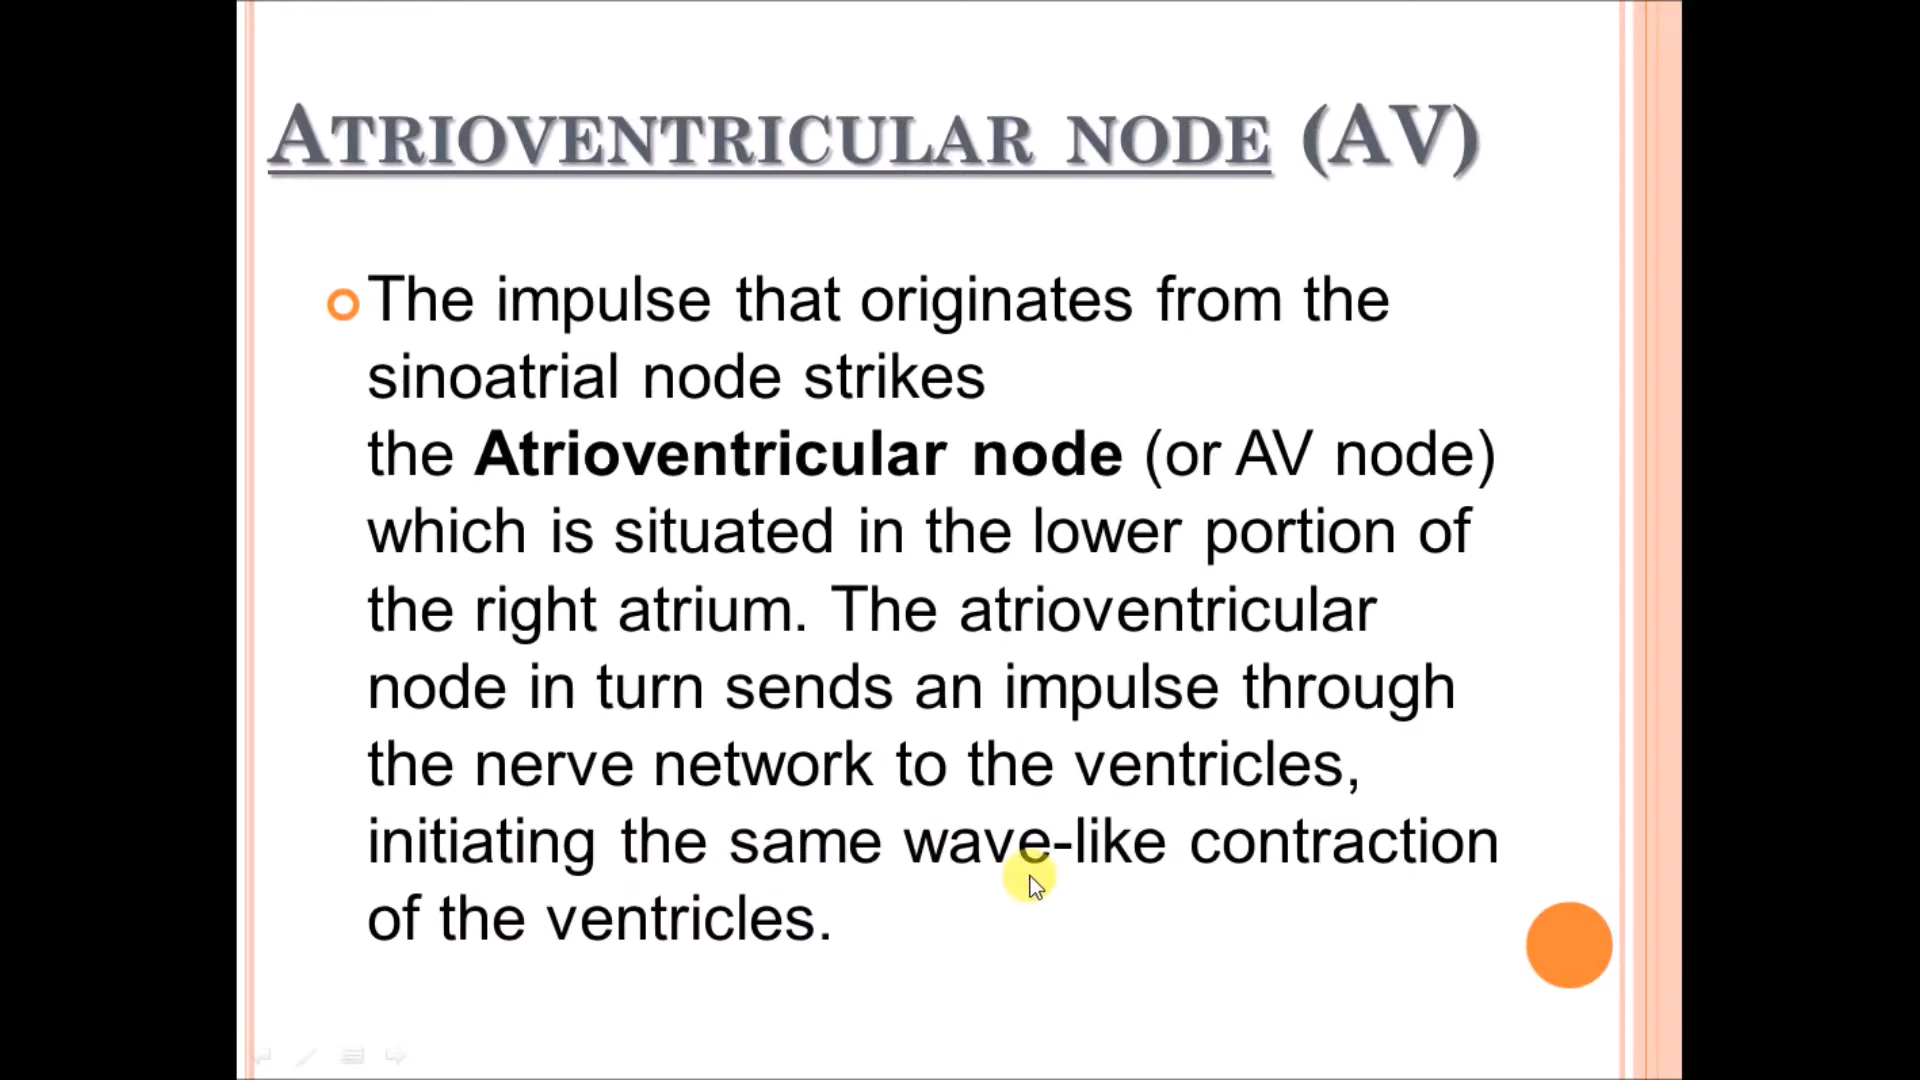 ATRIOVENTRICULAR NODE (AV)
The impulse that originates from the
sinoatrial node strikes
the Atrioventricular node (or AV node)
which is situated in the lower portion of
the right atrium. The atrioventricular
node in turn sends an impulse through
the nerve network to the ventricles,
initiating the same wave-like contraction
of the ventricles.